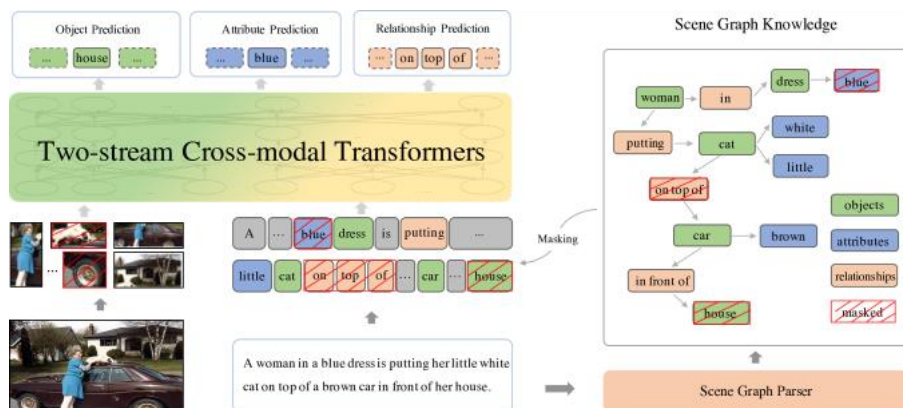 Object Prediction
... house ...
Attribute Prediction
... blue ...
Relationship Prediction
... on top of ...
Two-stream Cross-modal Transformers
A ... blue dress is putting ...
little cat on top of ... car ... house
...
A woman in a blue dress is putting her little white
cat on top of a brown car in front of her house.
Masking
Scene Graph Knowledge
woman in dress blue
putting cat white
little
on top of
car brown
in front of
house
objects
attributes
relationships
masked
Scene Graph Parser